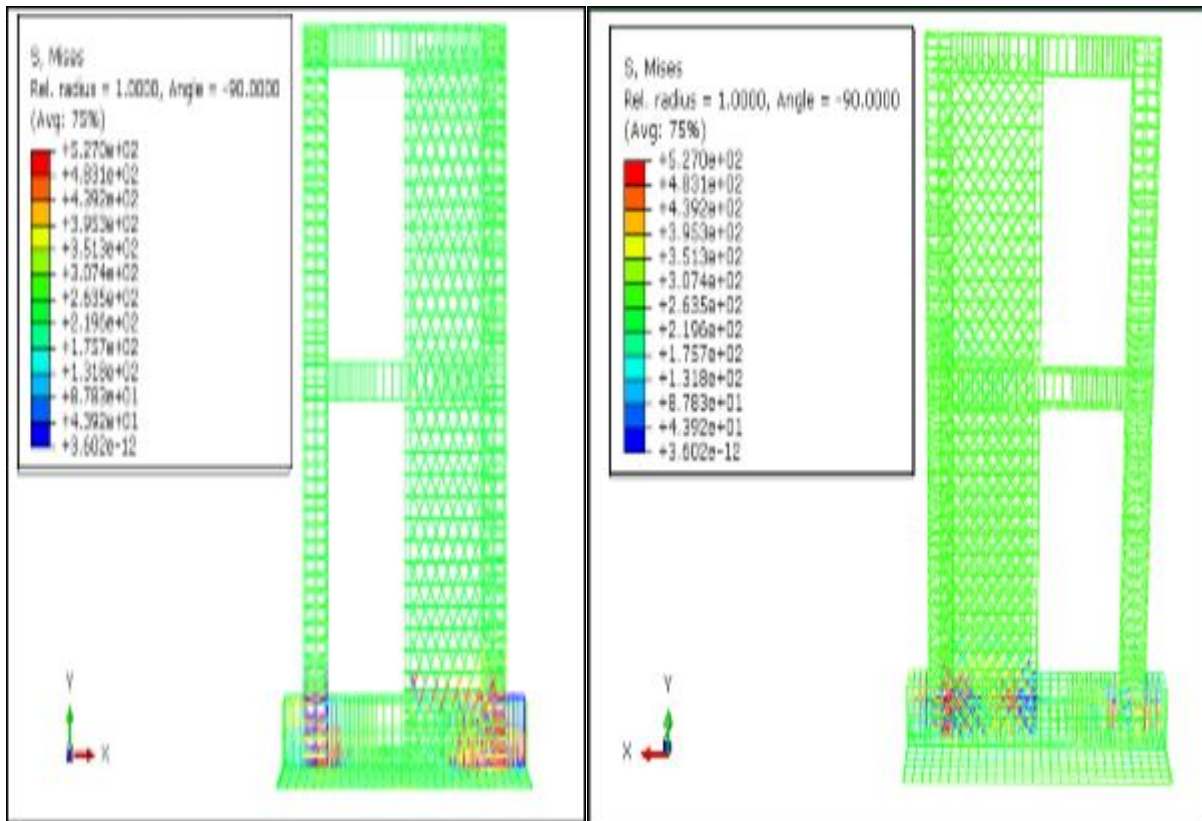 S, Mises
Rel. radius = 1.0000, Angle = -90.0000
(Avg: 75%)
+5.270e+02
+4.831e+02
+4.392e+02
+3.953e+02
+3.513e+02
+3.074e+02
+2.635e+02
+2.196e+02
+1.757e+02
+1.318e+02
+8.783e+01
+4.392e+01
+3.602e-12
Y
X
S, Mises
Rel. radius = 1.0000, Angle = -90.0000
(Avg: 75%)
+5.270e+02
+4.831e+02
+4.392e+02
+3.953e+02
+3.513e+02
+3.074e+02
+2.635e+02
+2.196e+02
+1.757e+02
+1.318e+02
+8.783e+01
+4.392e+01
+3.602e-12
Y
X